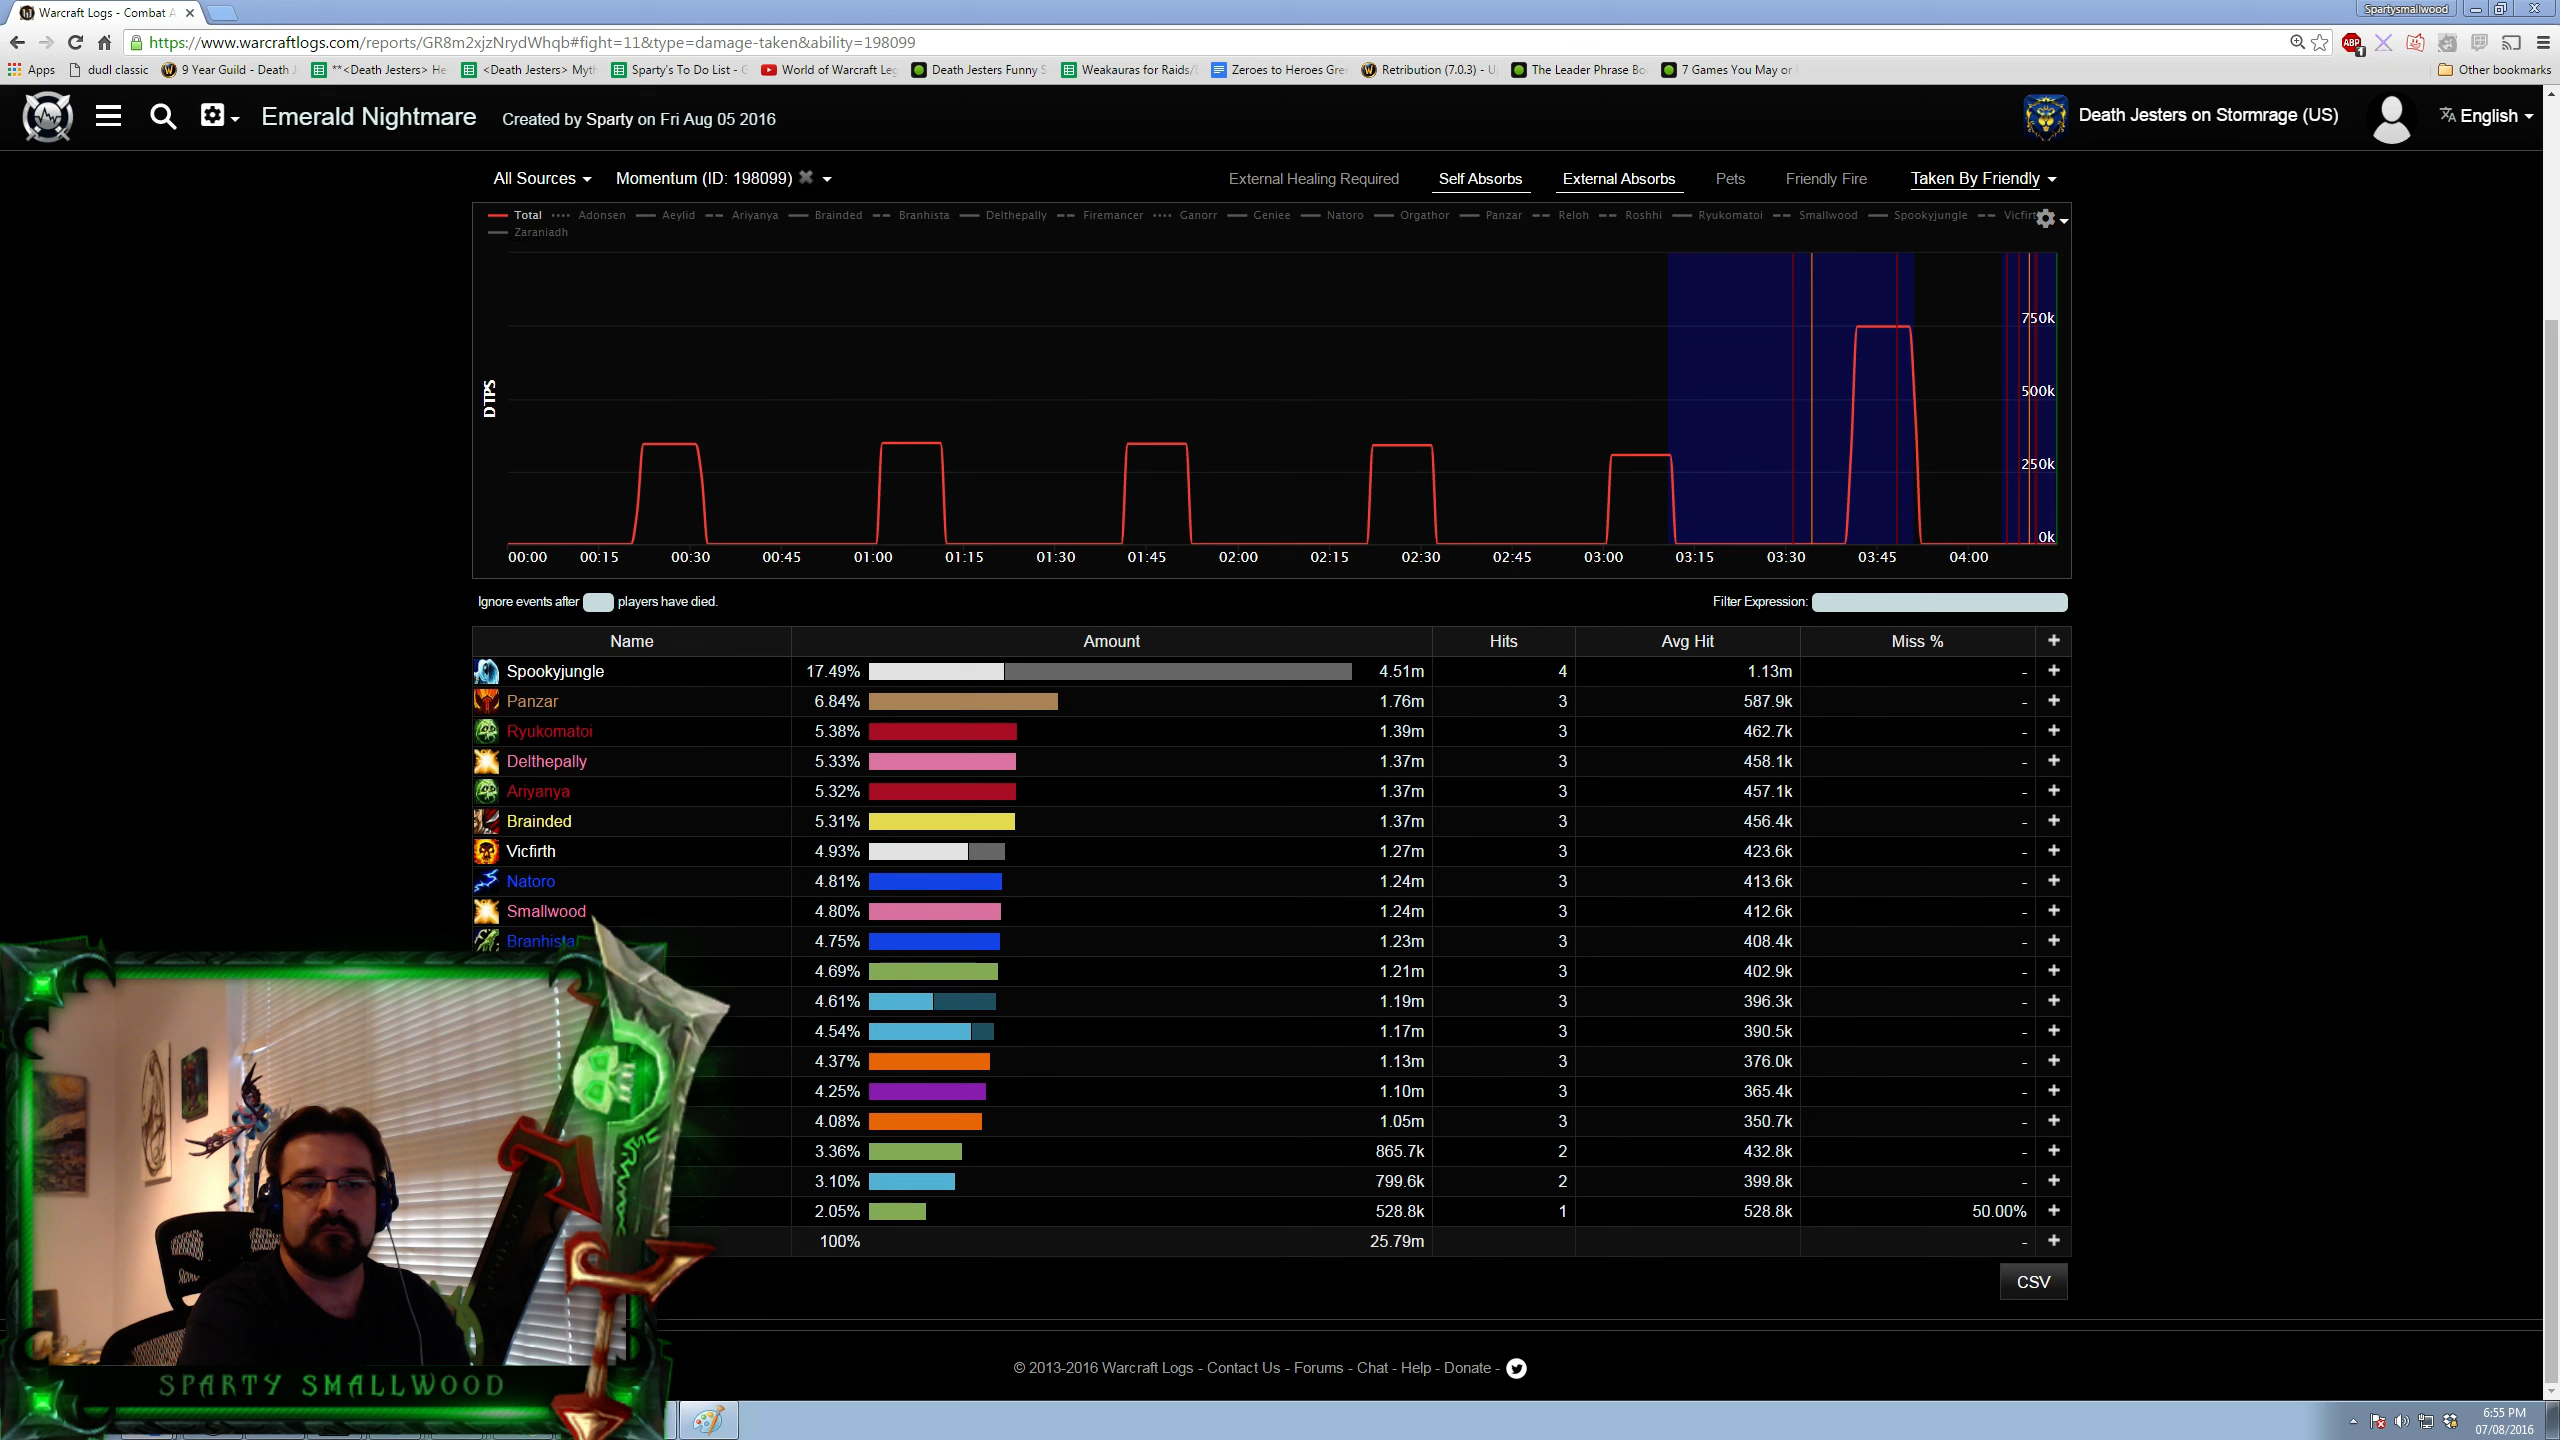 Warcraft Logs - Combat A
Spartysmallwood
https://www.warcraftlogs.com/reports/GR8m2xjzNrydWhqb#fight=11&type=damage-taken&ability=198099
Apps dudl classic 9 Year Guild - Death J **<Death Jesters> He <Death Jesters> Myth Sparty's To Do List - G World of Warcraft Leg Death Jesters Funny S Weakauras for Raids/ Zeroes to Heroes Gre Retribution (7.0.3) - U The Leader Phrase Bo 7 Games You May or Other bookmarks
Emerald Nightmare Created by Sparty on Fri Aug 05 2016 Death Jesters on Stormrage (US) English
All Sources Momentum (ID: 198099) External Healing Required Self Absorbs External Absorbs Pets Friendly Fire Taken By Friendly
Total Adonsen Aeylid Ariyanya Brainded Branhista Delthepally Firemancer Ganorr Geniee Natoro Orgathor Panzar Reloh Roshhi Ryukomatoi Smallwood Spookyjungle Vicfirt
Zaraniadh
750k
500k
250k
0k
DTPS
00:00 00:15 00:30 00:45 01:00 01:15 01:30 01:45 02:00 02:15 02:30 02:45 03:00 03:15 03:30 03:45 04:00
Ignore events after players have died. Filter Expression:
Name Amount Hits Avg Hit Miss % +
Spookyjungle 17.49% 4.51m 4 1.13m - +
Panzar 6.84% 1.76m 3 587.9k - +
Ryukomatoi 5.38% 1.39m 3 462.7k - +
Delthepally 5.33% 1.37m 3 458.1k - +
Ariyanya 5.32% 1.37m 3 457.1k - +
Brainded 5.31% 1.37m 3 456.4k - +
Vicfirth 4.93% 1.27m 3 423.6k - +
Natoro 4.81% 1.24m 3 413.6k - +
Smallwood 4.80% 1.24m 3 412.6k - +
Branhista 4.75% 1.23m 3 408.4k - +
4.69% 1.21m 3 402.9k - +
4.61% 1.19m 3 396.3k - +
4.54% 1.17m 3 390.5k - +
4.37% 1.13m 3 376.0k - +
4.25% 1.10m 3 365.4k - +
4.08% 1.05m 3 350.7k - +
3.36% 865.7k 2 432.8k - +
3.10% 799.6k 2 399.8k - +
2.05% 528.8k 1 528.8k 50.00% +
100% 25.79m - +
CSV
© 2013-2016 Warcraft Logs - Contact Us - Forums - Chat - Help - Donate -
SPARTY SMALLWOOD
6:55 PM
07/08/2016